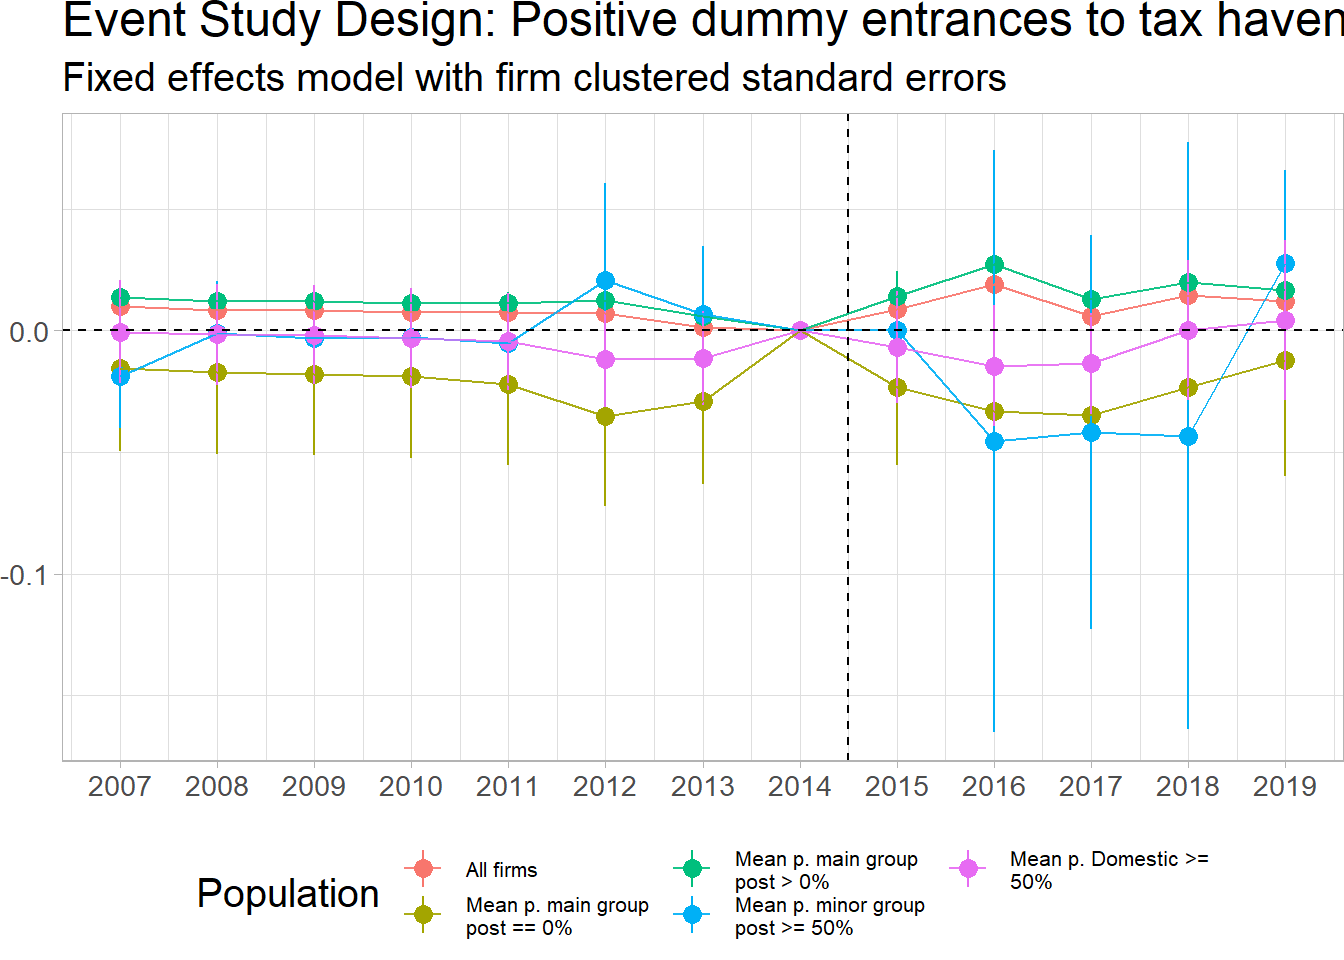 Event Study Design: Positive dummy entrances to tax haven
Fixed effects model with firm clustered standard errors
0.0
-0.1
2007 2008 2009 2010 2011 2012 2013 2014 2015 2016 2017 2018 2019
Population
All firms
Mean p. main group
post == 0%
Mean p. main group
post > 0%
Mean p. minor group
post >= 50%
Mean p. Domestic >=
50%